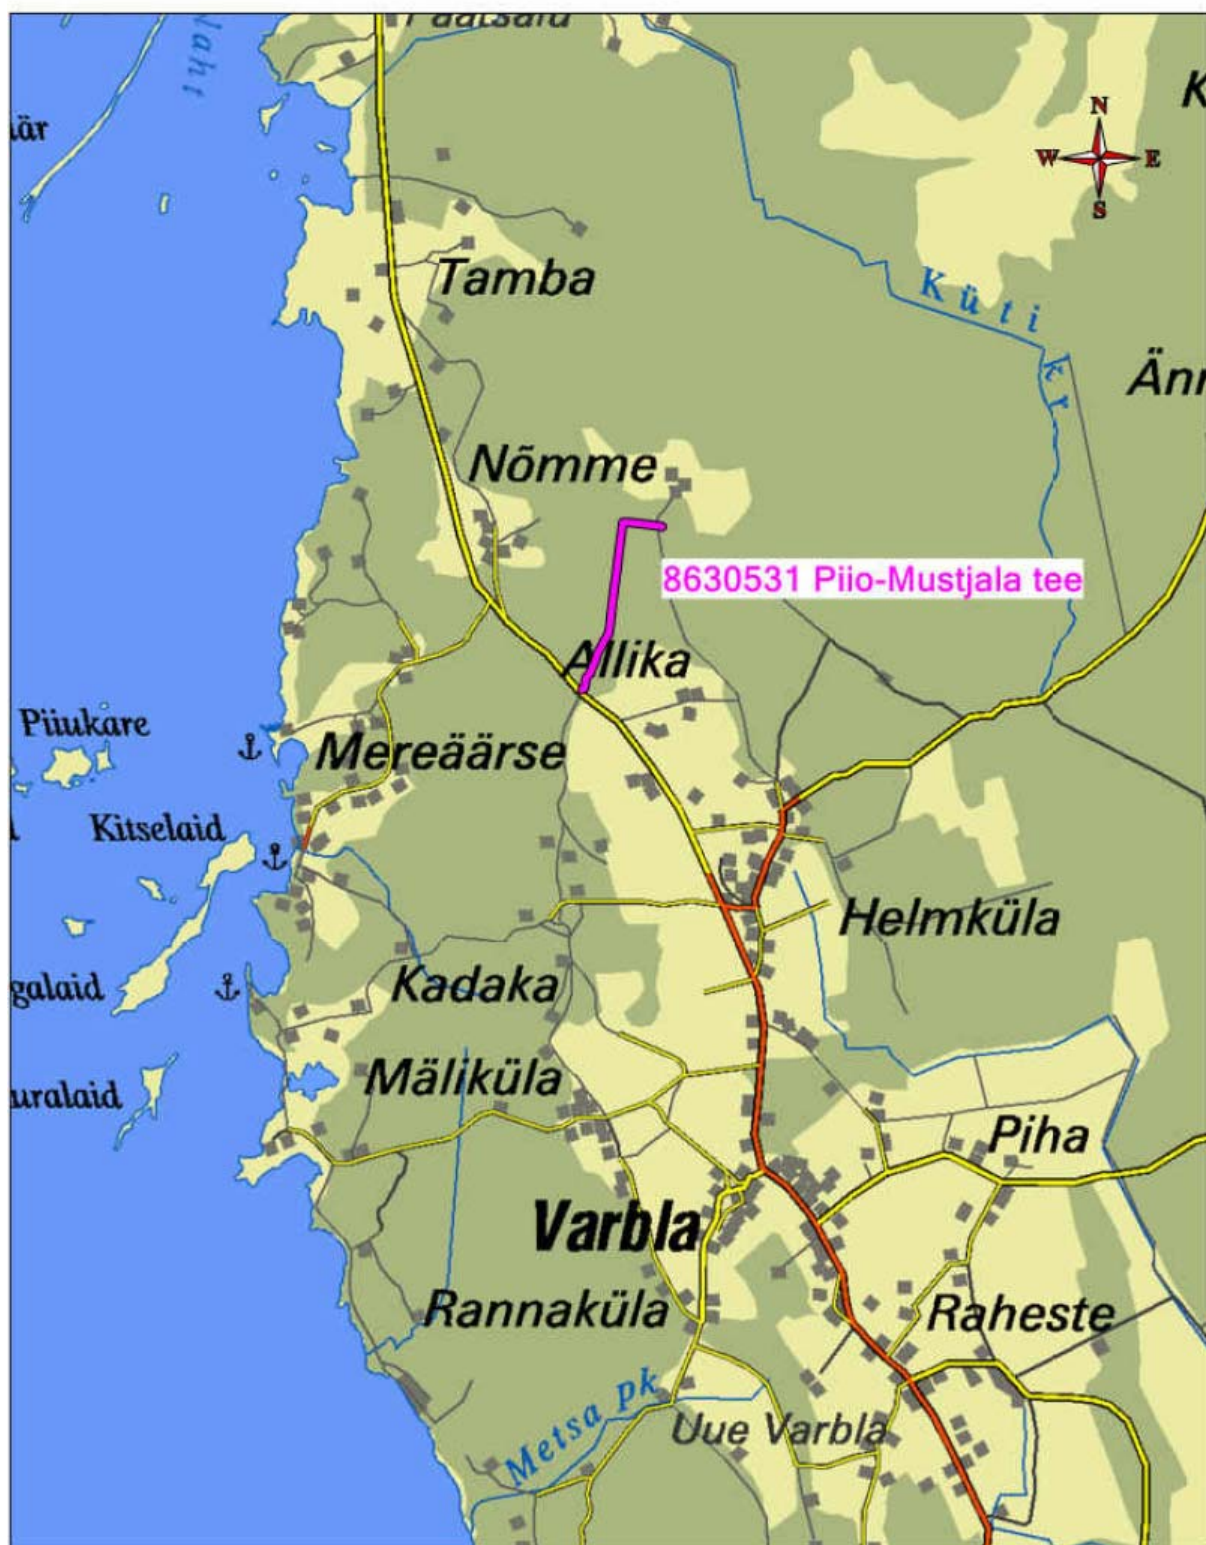 N
W E
S
Tamba
Küti kr
Nõmme
8630531 Piio-Mustjala tee
Allika
Piiukare
Mereäärse
Kitselaid
Helmküla
Kadaka
Mäliküla
Piha
Varbla
Rannaküla
Raheste
Metsa pk
Uue Varbla